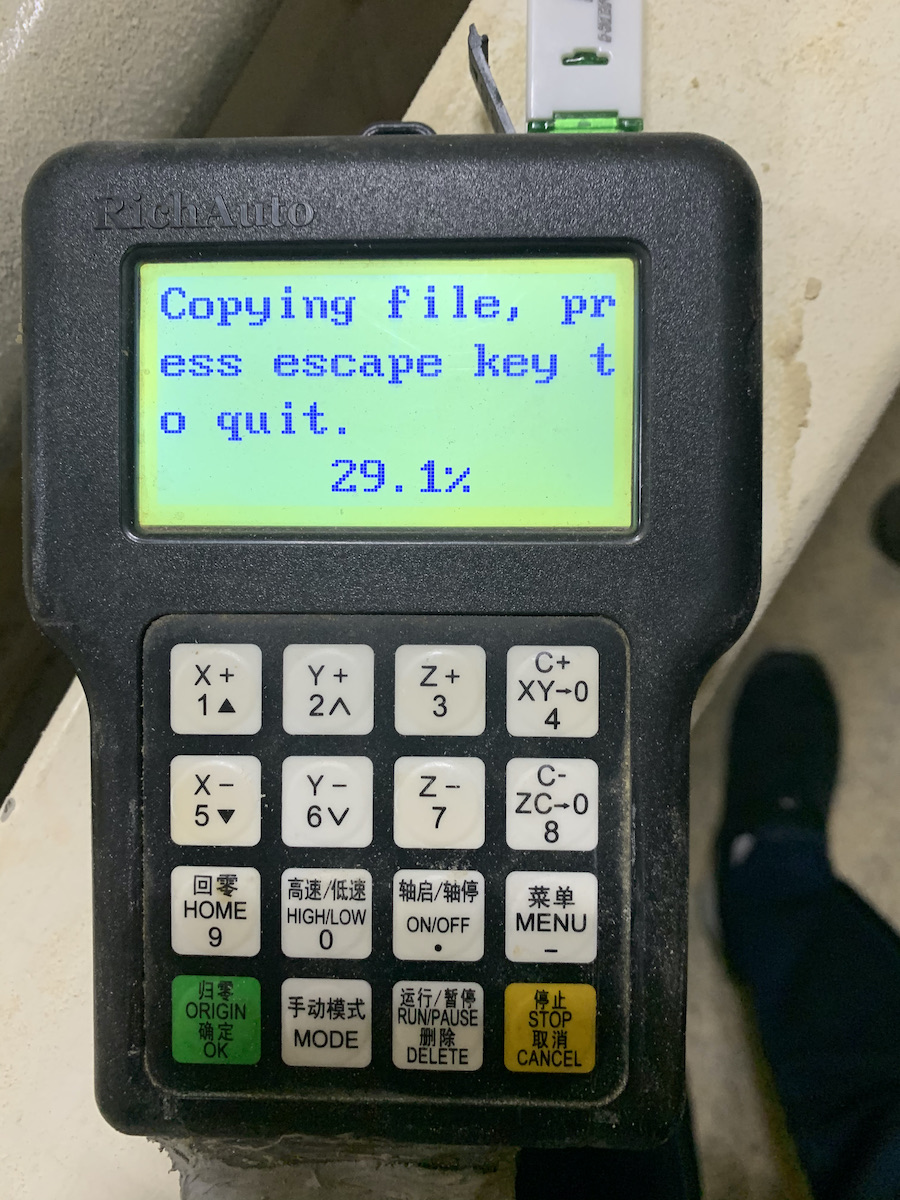 RichAuto
Copying file, pr
ess escape key t
o quit.
29.1%
X+
1▲
Y+
2∧
Z+
3
C+
XY→0
4
X−
5▼
Y−
6∨
Z−
7
C-
ZC→0
8
回零
HOME
9
高速/低速
HIGH/LOW
0
轴启/轴停
ON/OFF
•
菜单
MENU
–
归零
ORIGIN
确定
OK
手动模式
MODE
运行/暂停
RUN/PAUSE
删除
DELETE
停止
STOP
取消
CANCEL